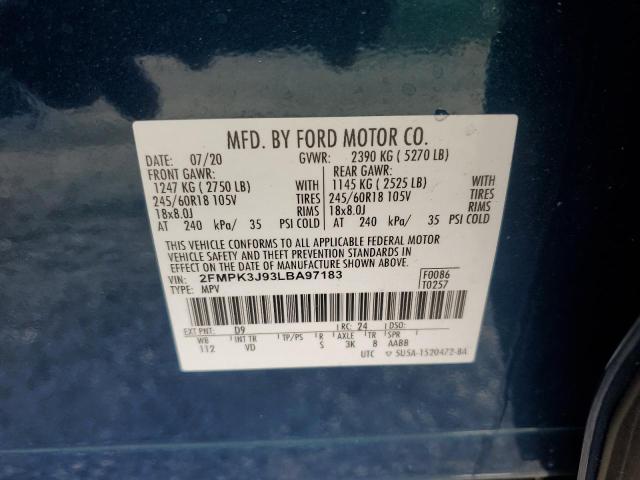 MFD. BY FORD MOTOR CO.
DATE: 07/20 GVWR: 2390 KG ( 5270 LB)
FRONT GAWR: REAR GAWR:
1247 KG ( 2750 LB) WITH 1145 KG ( 2525 LB) WITH
245/60R18 105V TIRES 245/60R18 105V TIRES
18x8.0J RIMS 18x8.0J RIMS
AT 240 kPa/ 35 PSI COLD AT 240 kPa/ 35 PSI COLD
THIS VEHICLE CONFORMS TO ALL APPLICABLE FEDERAL MOTOR
VEHICLE SAFETY AND THEFT PREVENTION STANDARDS IN
EFFECT ON THE DATE OF MANUFACTURE SHOWN ABOVE.
VIN: 2FMPK3J93LBA97183 F0086
TYPE: MPV T0257
EXT PNT: D9 RC: 24 DSO:
WB INT TR TP/PS R AXLE TR SPR
112 VD S 3K 8 AABB
UTC 5U5A-1520472-BA